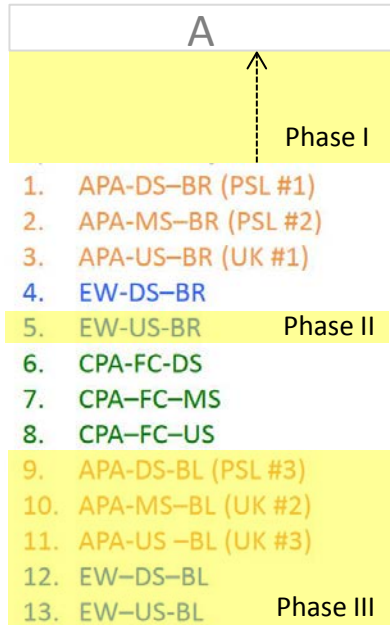 A
Phase I
1. APA-DS–BR (PSL #1)
2. APA-MS–BR (PSL #2)
3. APA-US–BR (UK #1)
4. EW-DS–BR
5. EW-US-BR Phase II
6. CPA-FC-DS
7. CPA–FC–MS
8. CPA–FC–US
9. APA-DS-BL (PSL #3)
10. APA-MS–BL (UK #2)
11. APA-US –BL (UK #3)
12. EW–DS–BL
13. EW-US-BL Phase III